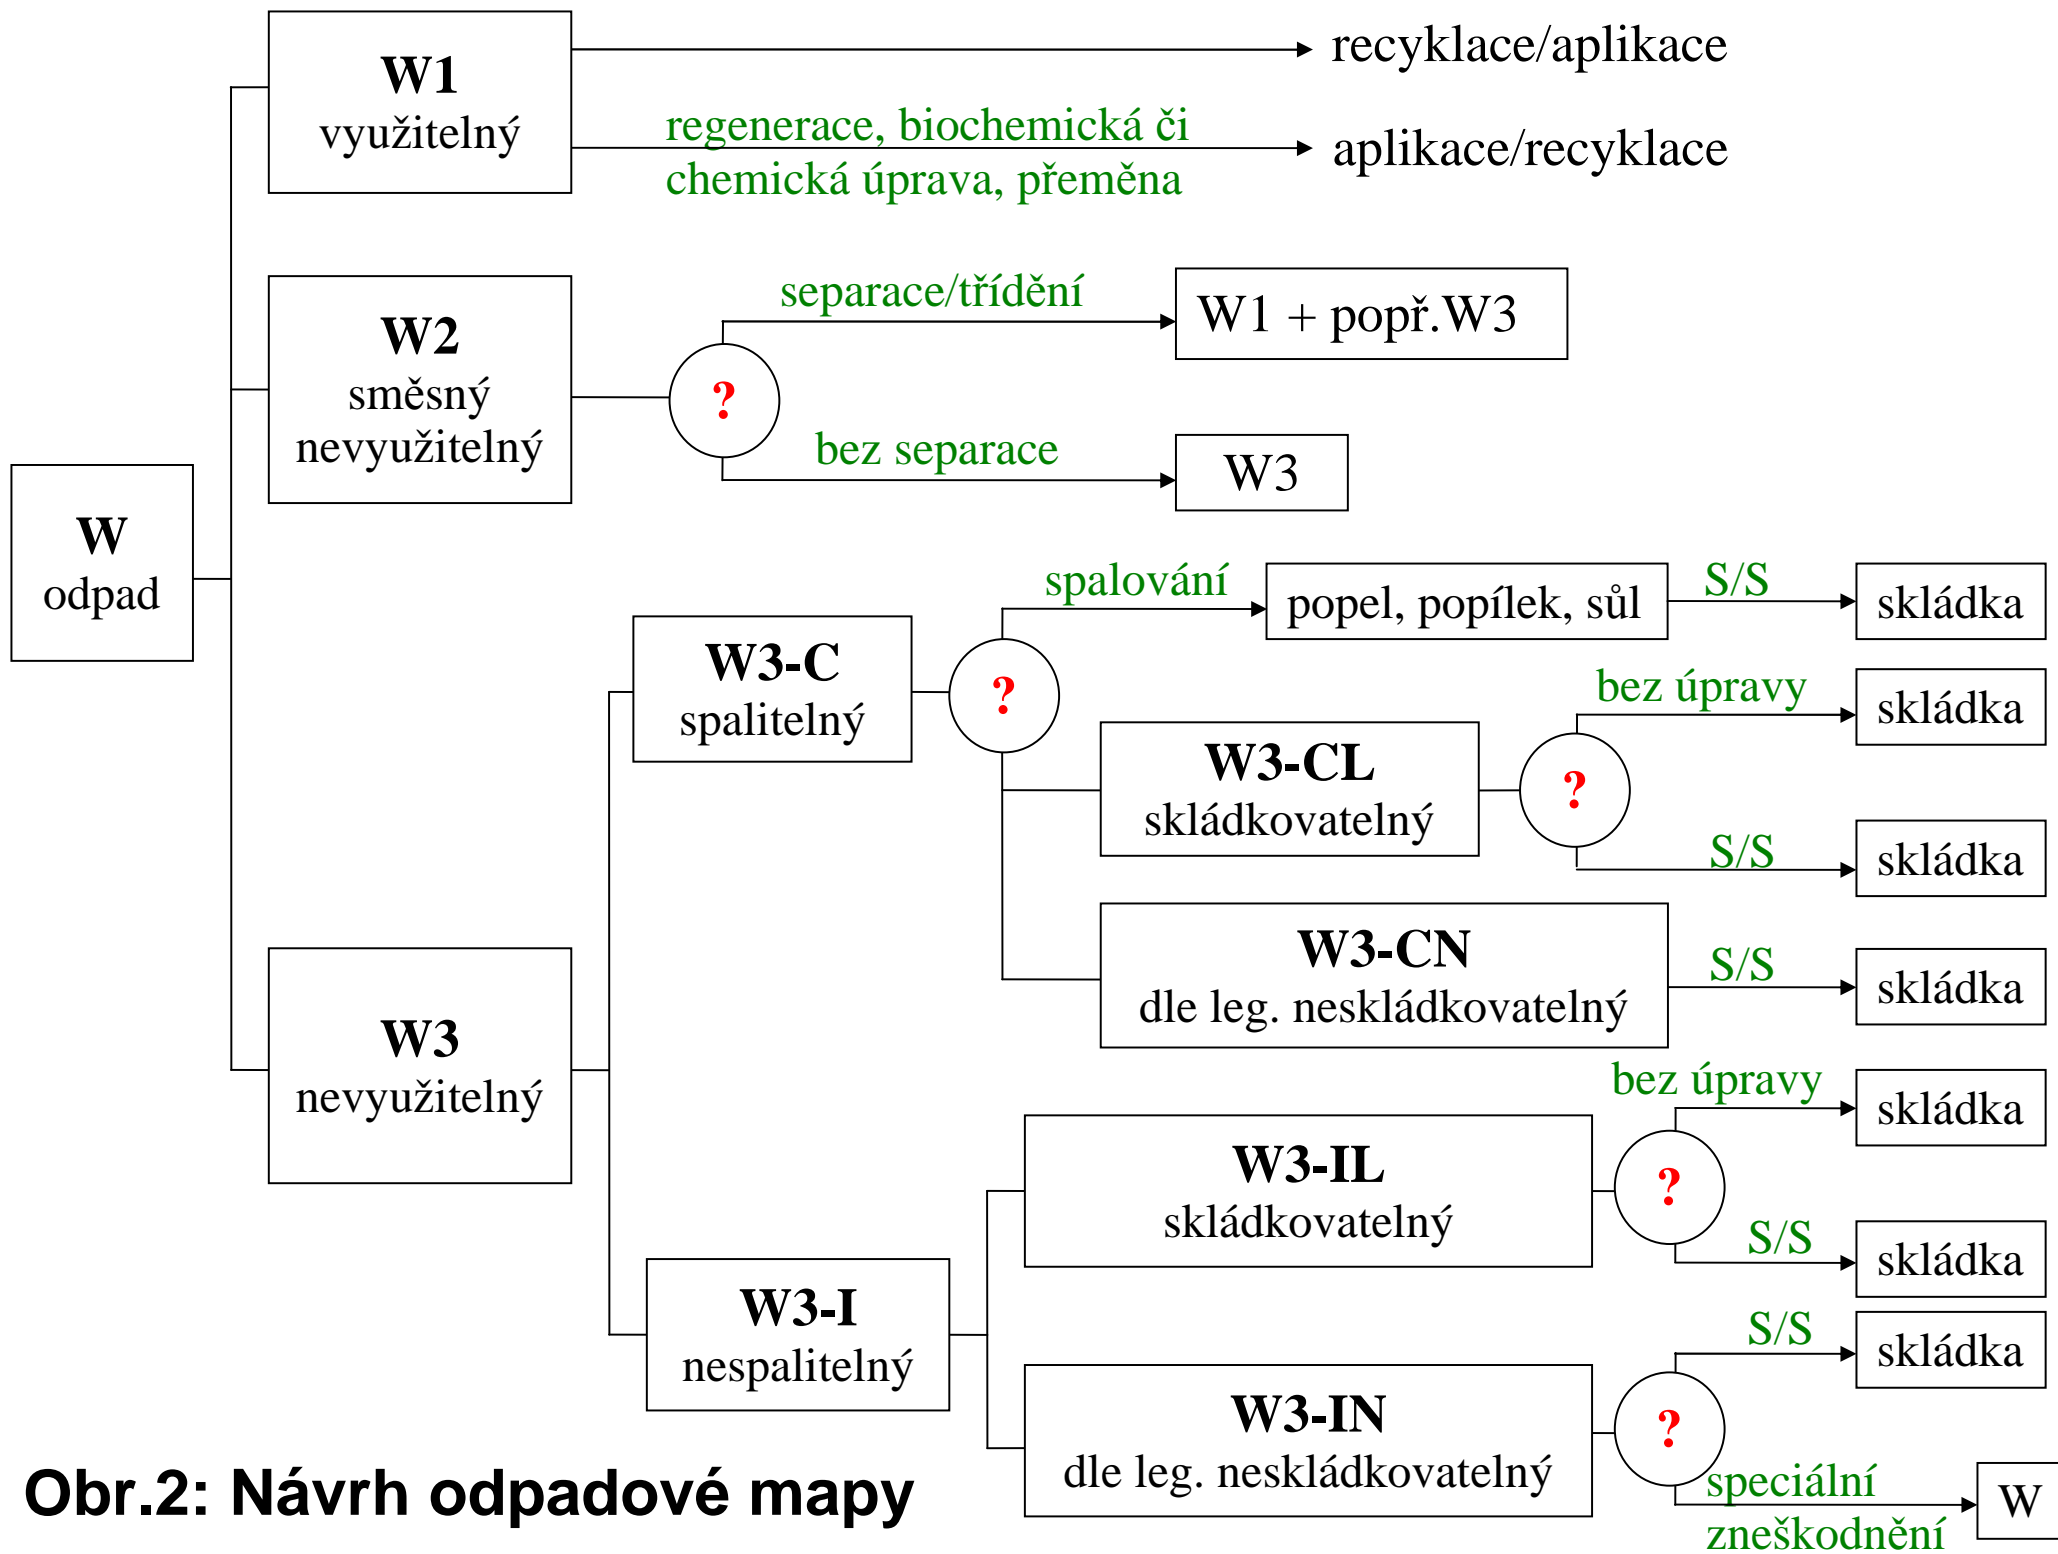 W1
využitelný
recyklace/aplikace
regenerace, biochemická či
chemická úprava, přeměna
aplikace/recyklace
W2
směsný
nevyužitelný
?
separace/třídění
W1 + popř.W3
bez separace
W3
W
odpad
W3
nevyužitelný
W3-C
spalitelný
?
spalování
popel, popílek, sůl
S/S
skládka
W3-CL
skládkovatelný
?
bez úpravy
skládka
S/S
skládka
W3-CN
dle leg. neskládkovatelný
S/S
skládka
W3-I
nespalitelný
W3-IL
skládkovatelný
?
bez úpravy
skládka
S/S
skládka
W3-IN
dle leg. neskládkovatelný
?
S/S
skládka
speciální
zneškodnění
W
Obr.2: Návrh odpadové mapy